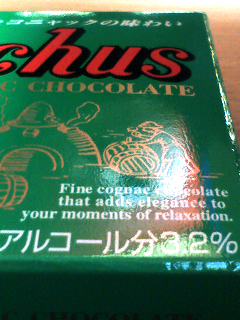 コニャックの味わい
chus
C CHOCOLATE
Fine cognac chocolate
that adds elegance to
your moments of relaxation.
アルコール分3.2%